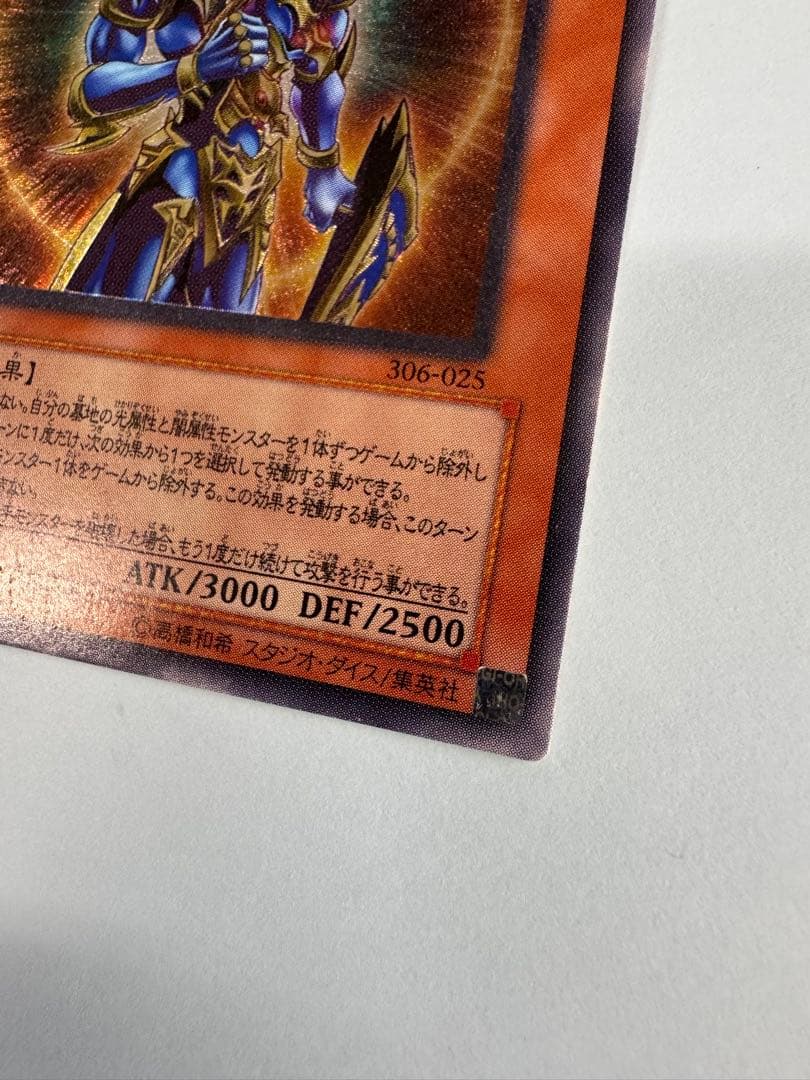 306-025
果】
ない。自分の墓地の光属性と闇属性モンスターを1体ずつゲームから除外し
ーンに1度だけ、次の効果から1つを選択して発動する事ができる。
ンスター1体をゲームから除外する。この効果を発動する場合、このターン
きない。
モンスターを破壊した場合、もう1度だけ続けて攻撃を行う事ができる。
ATK/3000 DEF/2500
©高橋和希 スタジオ・ダイス/集英社